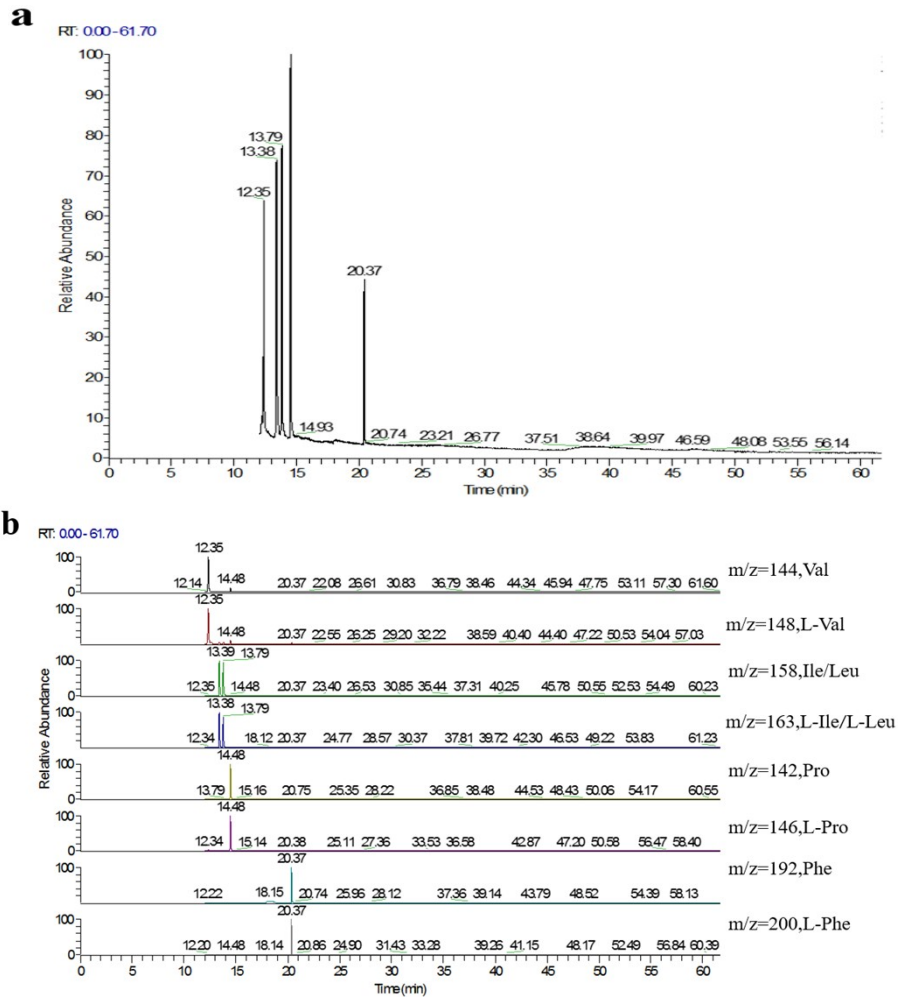 a
RT: 0.00 - 61.70
100
90
80
70
60
50
40
30
20
10
0
Relative Abundance
13.79
13.38
12.35
20.37
14.93 20.74 23.21 26.77 37.51 38.64 39.97 46.59 48.08 53.55 56.14
0 5 10 15 20 25 30 35 40 45 50 55 60
Time (min)
b
RT: 0.00 - 61.70
Relative Abundance
12.35
100
0
12.14 14.48 20.37 22.08 26.61 30.83 36.79 38.46 44.34 45.94 47.75 53.11 57.30 61.60
m/z=144,Val
12.35
100
0
14.48 20.37 22.55 26.25 29.20 32.22 38.59 40.40 44.40 47.22 50.53 54.04 57.03
m/z=148,L-Val
13.39 13.79
100
0
12.35 14.48 20.37 23.40 26.53 30.85 35.44 37.31 40.25 45.78 50.55 52.53 54.49 60.23
m/z=158,Ile/Leu
13.38 13.79
100
0
12.34 18.12 20.37 24.77 28.57 30.37 37.81 39.72 42.30 46.53 49.22 53.83 61.23
m/z=163,L-Ile/L-Leu
14.48
100
0
13.79 15.16 20.75 25.35 28.22 36.85 38.48 44.53 48.43 50.06 54.17 60.55
m/z=142,Pro
14.48
100
0
12.34 15.14 20.38 25.11 27.36 33.53 36.58 42.87 47.20 50.58 56.47 58.40
m/z=146,L-Pro
20.37
100
0
12.22 18.15 20.74 25.96 28.12 37.36 39.14 43.79 48.52 54.39 58.13
m/z=192,Phe
20.37
100
0
12.20 14.48 18.14 20.86 24.90 31.43 33.28 39.26 41.15 48.17 52.49 56.84 60.39
m/z=200,L-Phe
0 5 10 15 20 25 30 35 40 45 50 55 60
Time (min)